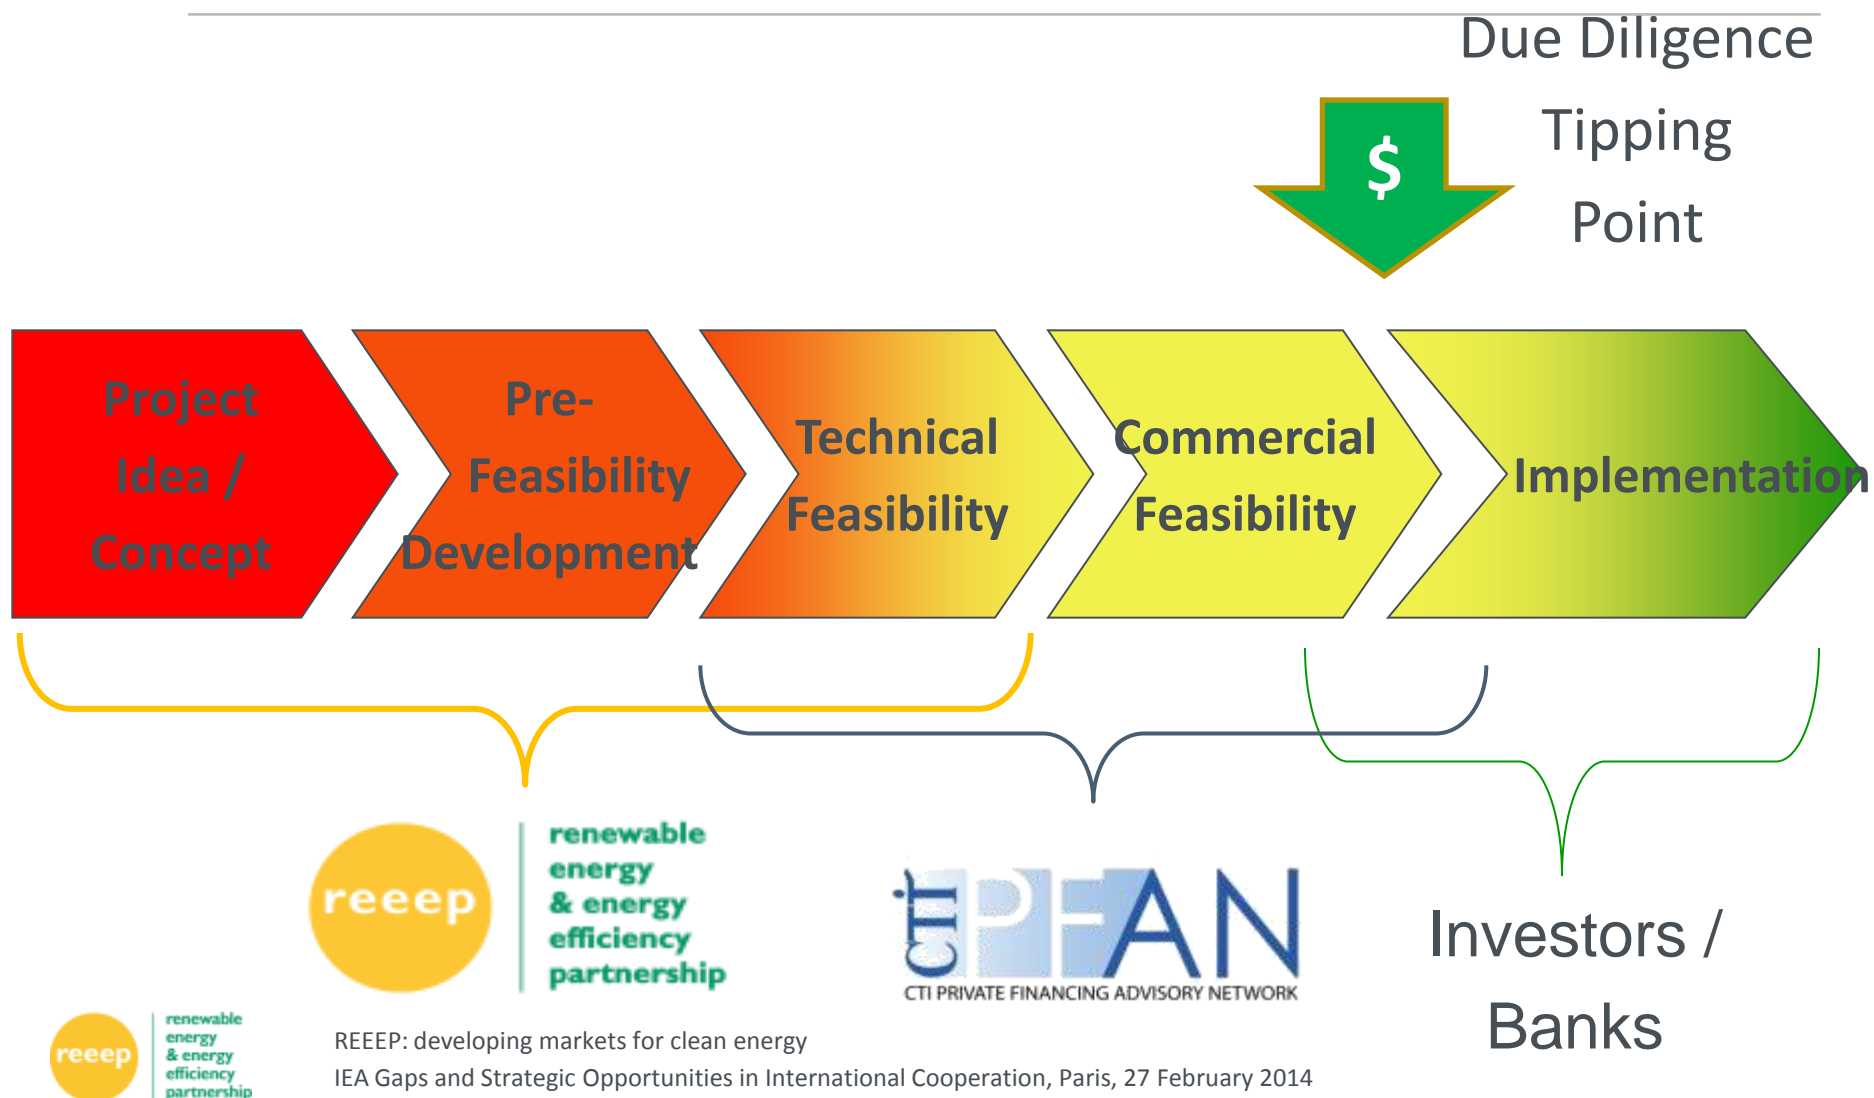 Due Diligence
Tipping
Point
$
Project
Idea /
Concept
Pre-
Feasibility
Development
Technical
Feasibility
Commercial
Feasibility
Implementation
reeep
renewable
energy
& energy
efficiency
partnership
CTI PFAN
CTI PRIVATE FINANCING ADVISORY NETWORK
Investors /
Banks
reeep
renewable
energy
& energy
efficiency
partnership
REEEP: developing markets for clean energy
IEA Gaps and Strategic Opportunities in International Cooperation, Paris, 27 February 2014